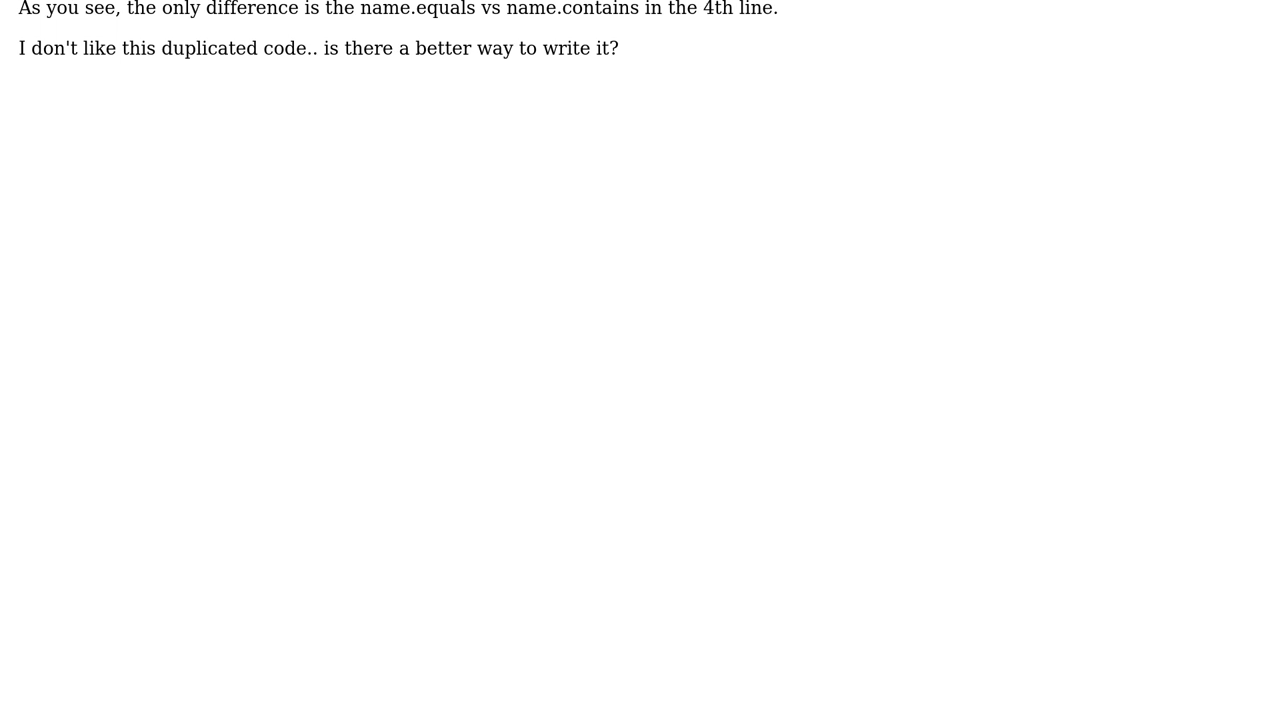 As you see, the only difference is the name.equals vs name.contains in the 4th line.
I don't like this duplicated code.. is there a better way to write it?